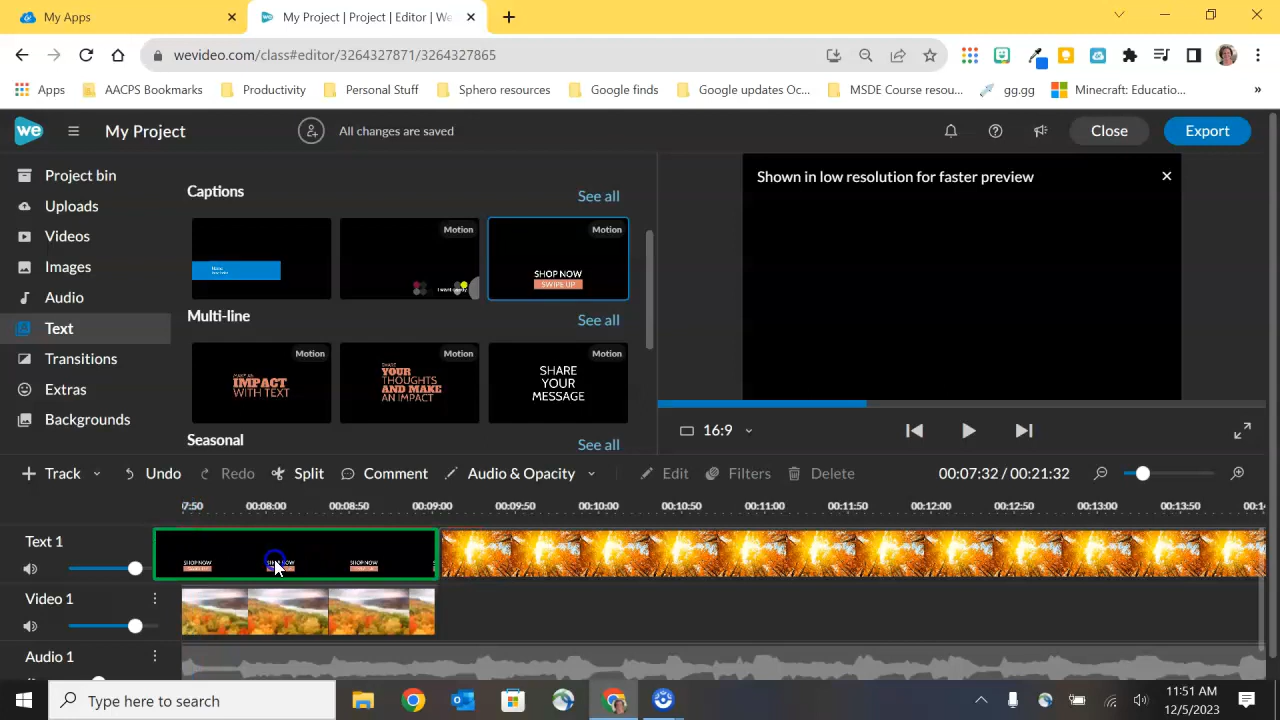 My Apps
My Project | Project | Editor | We
wevideo.com/class#editor/3264327871/3264327865
Apps
AACPS Bookmarks
Productivity
Personal Stuff
Sphero resources
Google finds
Google updates Oc...
MSDE Course resou...
gg.gg
Minecraft: Educatio...
»
we
My Project
All changes are saved
Close
Export
Project bin
Uploads
Videos
Images
Audio
Text
Transitions
Extras
Backgrounds
Captions
See all
Motion
Motion
SHOP NOW
SWIPE UP
Multi-line
See all
Motion
IMPACT
WITH TEXT
Motion
SHARE
YOUR
THOUGHTS
AND MAKE
AN IMPACT
Motion
SHARE
YOUR
MESSAGE
Seasonal
See all
Shown in low resolution for faster preview
16:9
Track
Undo
Redo
Split
Comment
Audio & Opacity
Edit
Filters
Delete
00:07:32 / 00:21:32
7:50 00:08:00 00:08:50 00:09:00 00:09:50 00:10:00 00:10:50 00:11:00 00:11:50 00:12:00 00:12:50 00:13:00 00:13:50 00:14
Text 1
SHOP NOW
SHOP NOW
Video 1
Audio 1
Type here to search
11:51 AM
12/5/2023